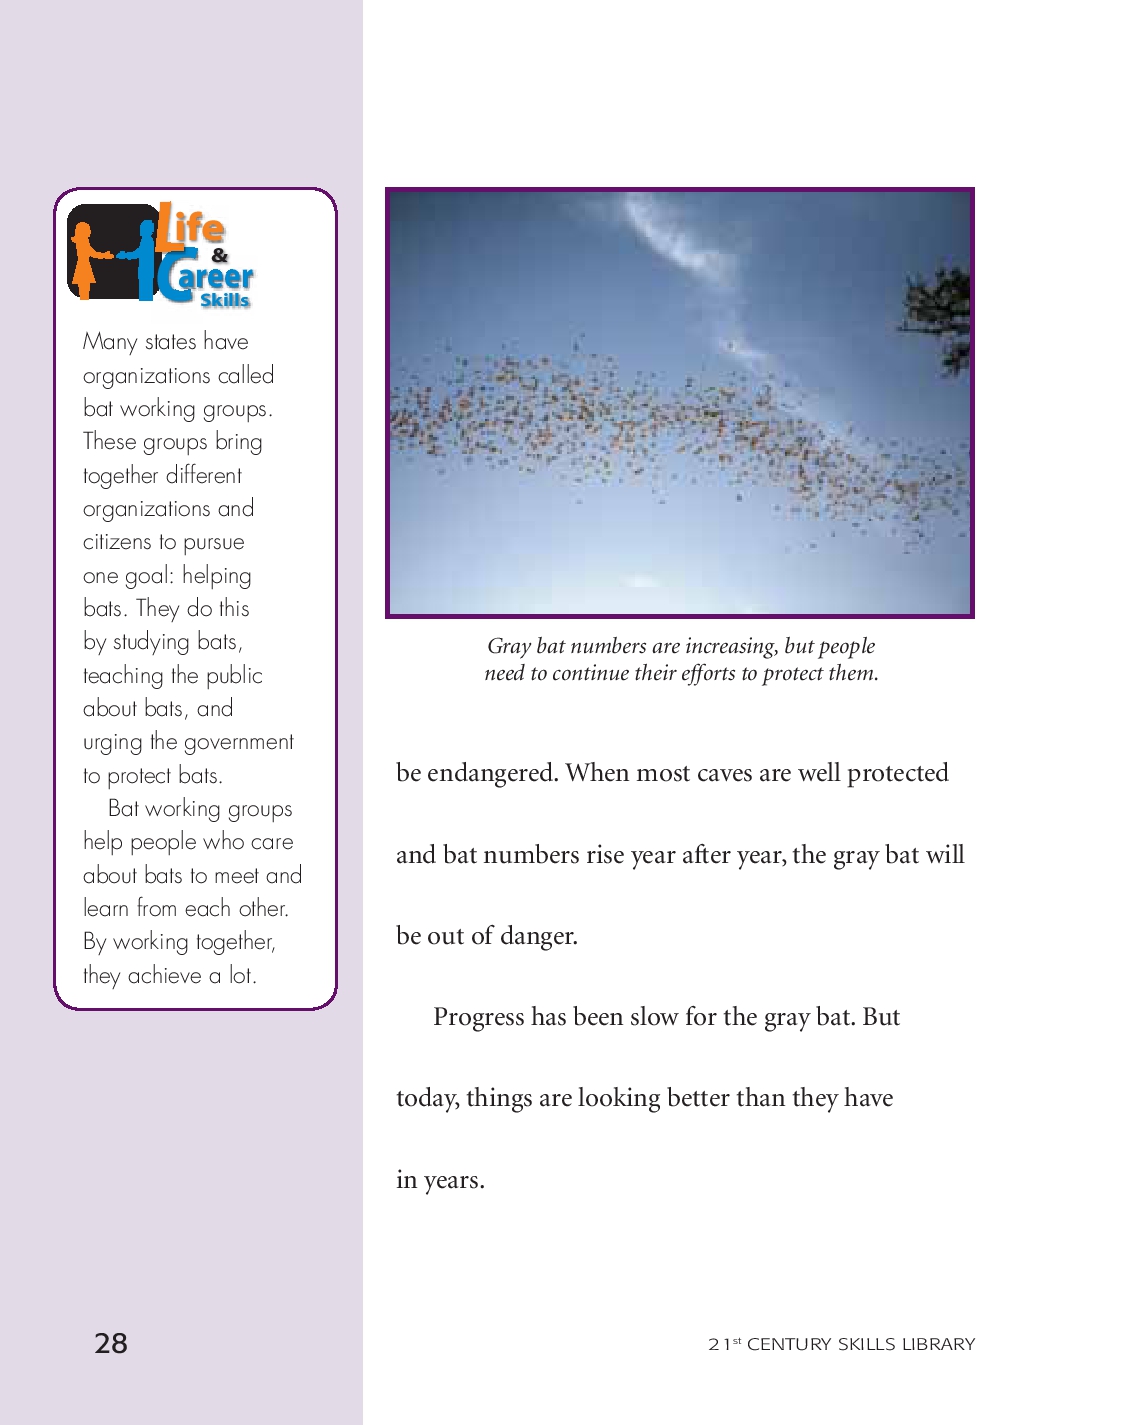 Life
&
Career
Skills
Many states have
organizations called
bat working groups.
These groups bring
together different
organizations and
citizens to pursue
one goal: helping
bats. They do this
by studying bats,
teaching the public
about bats, and
urging the government
to protect bats.
Bat working groups
help people who care
about bats to meet and
learn from each other.
By working together,
they achieve a lot.
Gray bat numbers are increasing, but people
need to continue their efforts to protect them.
be endangered. When most caves are well protected
and bat numbers rise year after year, the gray bat will
be out of danger.
Progress has been slow for the gray bat. But
today, things are looking better than they have
in years.
28
21st CENTURY SKILLS LIBRARY